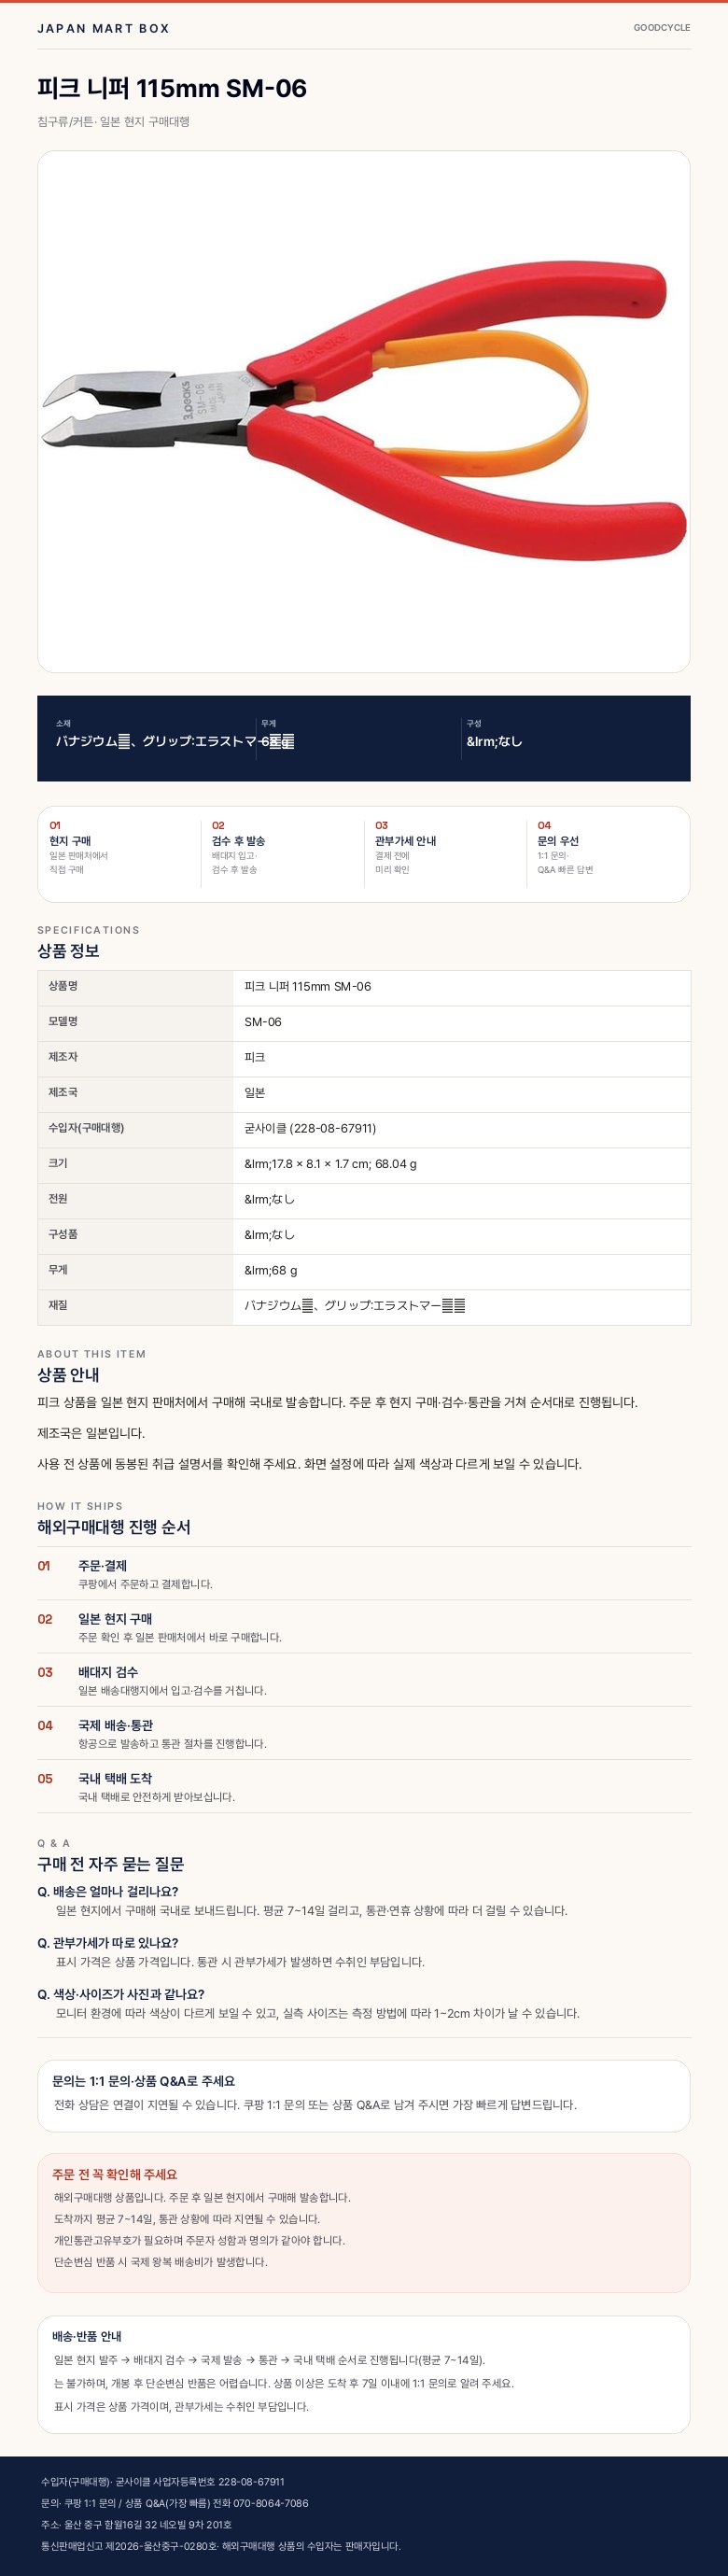 JAPAN MART BOX
GOODCYCLE
피크 니퍼 115mm SM-06
침구류/커튼· 일본 현지 구매대행
3.peaks
3.peaks
SM-06
MADE IN
JAPAN
소재
무게
구성
バナジウム、グリップ:エラストマー
68 g
&lrm;なし
01
02
03
04
현지 구매
검수 후 발송
관부가세 안내
문의 우선
일본 판매처에서
배대지 입고·
결제 전에
1:1 문의·
직접 구매
검수 후 발송
미리 확인
Q&A 빠른 답변
SPECIFICATIONS
상품 정보
상품명 피크 니퍼 115mm SM-06
모델명 SM-06
제조자 피크
제조국 일본
수입자(구매대행) 굳사이클 (228-08-67911)
크기 &lrm;17.8 × 8.1 × 1.7 cm; 68.04 g
전원 &lrm;なし
구성품 &lrm;なし
무게 &lrm;68 g
재질 バナジウム、グリップ:エラストマー
ABOUT THIS ITEM
상품 안내
피크 상품을 일본 현지 판매처에서 구매해 국내로 발송합니다. 주문 후 현지 구매·검수·통관을 거쳐 순서대로 진행됩니다.
제조국은 일본입니다.
사용 전 상품에 동봉된 취급 설명서를 확인해 주세요. 화면 설정에 따라 실제 색상과 다르게 보일 수 있습니다.
HOW IT SHIPS
해외구매대행 진행 순서
01 주문·결제
쿠팡에서 주문하고 결제합니다.
02 일본 현지 구매
주문 확인 후 일본 판매처에서 바로 구매합니다.
03 배대지 검수
일본 배송대행지에서 입고·검수를 거칩니다.
04 국제 배송·통관
항공으로 발송하고 통관 절차를 진행합니다.
05 국내 택배 도착
국내 택배로 안전하게 받아보십니다.
Q & A
구매 전 자주 묻는 질문
Q. 배송은 얼마나 걸리나요?
일본 현지에서 구매해 국내로 보내드립니다. 평균 7~14일 걸리고, 통관·연휴 상황에 따라 더 걸릴 수 있습니다.
Q. 관부가세가 따로 있나요?
표시 가격은 상품 가격입니다. 통관 시 관부가세가 발생하면 수취인 부담입니다.
Q. 색상·사이즈가 사진과 같나요?
모니터 환경에 따라 색상이 다르게 보일 수 있고, 실측 사이즈는 측정 방법에 따라 1~2cm 차이가 날 수 있습니다.
문의는 1:1 문의·상품 Q&A로 주세요
전화 상담은 연결이 지연될 수 있습니다. 쿠팡 1:1 문의 또는 상품 Q&A로 남겨 주시면 가장 빠르게 답변드립니다.
주문 전 꼭 확인해 주세요
해외구매대행 상품입니다. 주문 후 일본 현지에서 구매해 발송합니다.
도착까지 평균 7~14일, 통관 상황에 따라 지연될 수 있습니다.
개인통관고유부호가 필요하며 주문자 성함과 명의가 같아야 합니다.
단순변심 반품 시 국제 왕복 배송비가 발생합니다.
배송·반품 안내
일본 현지 발주 → 배대지 검수 → 국제 발송 → 통관 → 국내 택배 순서로 진행됩니다(평균 7~14일).
는 불가하며, 개봉 후 단순변심 반품은 어렵습니다. 상품 이상은 도착 후 7일 이내에 1:1 문의로 알려 주세요.
표시 가격은 상품 가격이며, 관부가세는 수취인 부담입니다.
수입자(구매대행)· 굳사이클 사업자등록번호 228-08-67911
문의· 쿠팡 1:1 문의 / 상품 Q&A(가장 빠름) 전화 070-8064-7086
주소· 울산 중구 함월16길 32 네오빌 9차 201호
통신판매업신고 제2026-울산중구-0280호· 해외구매대행 상품의 수입자는 판매자입니다.